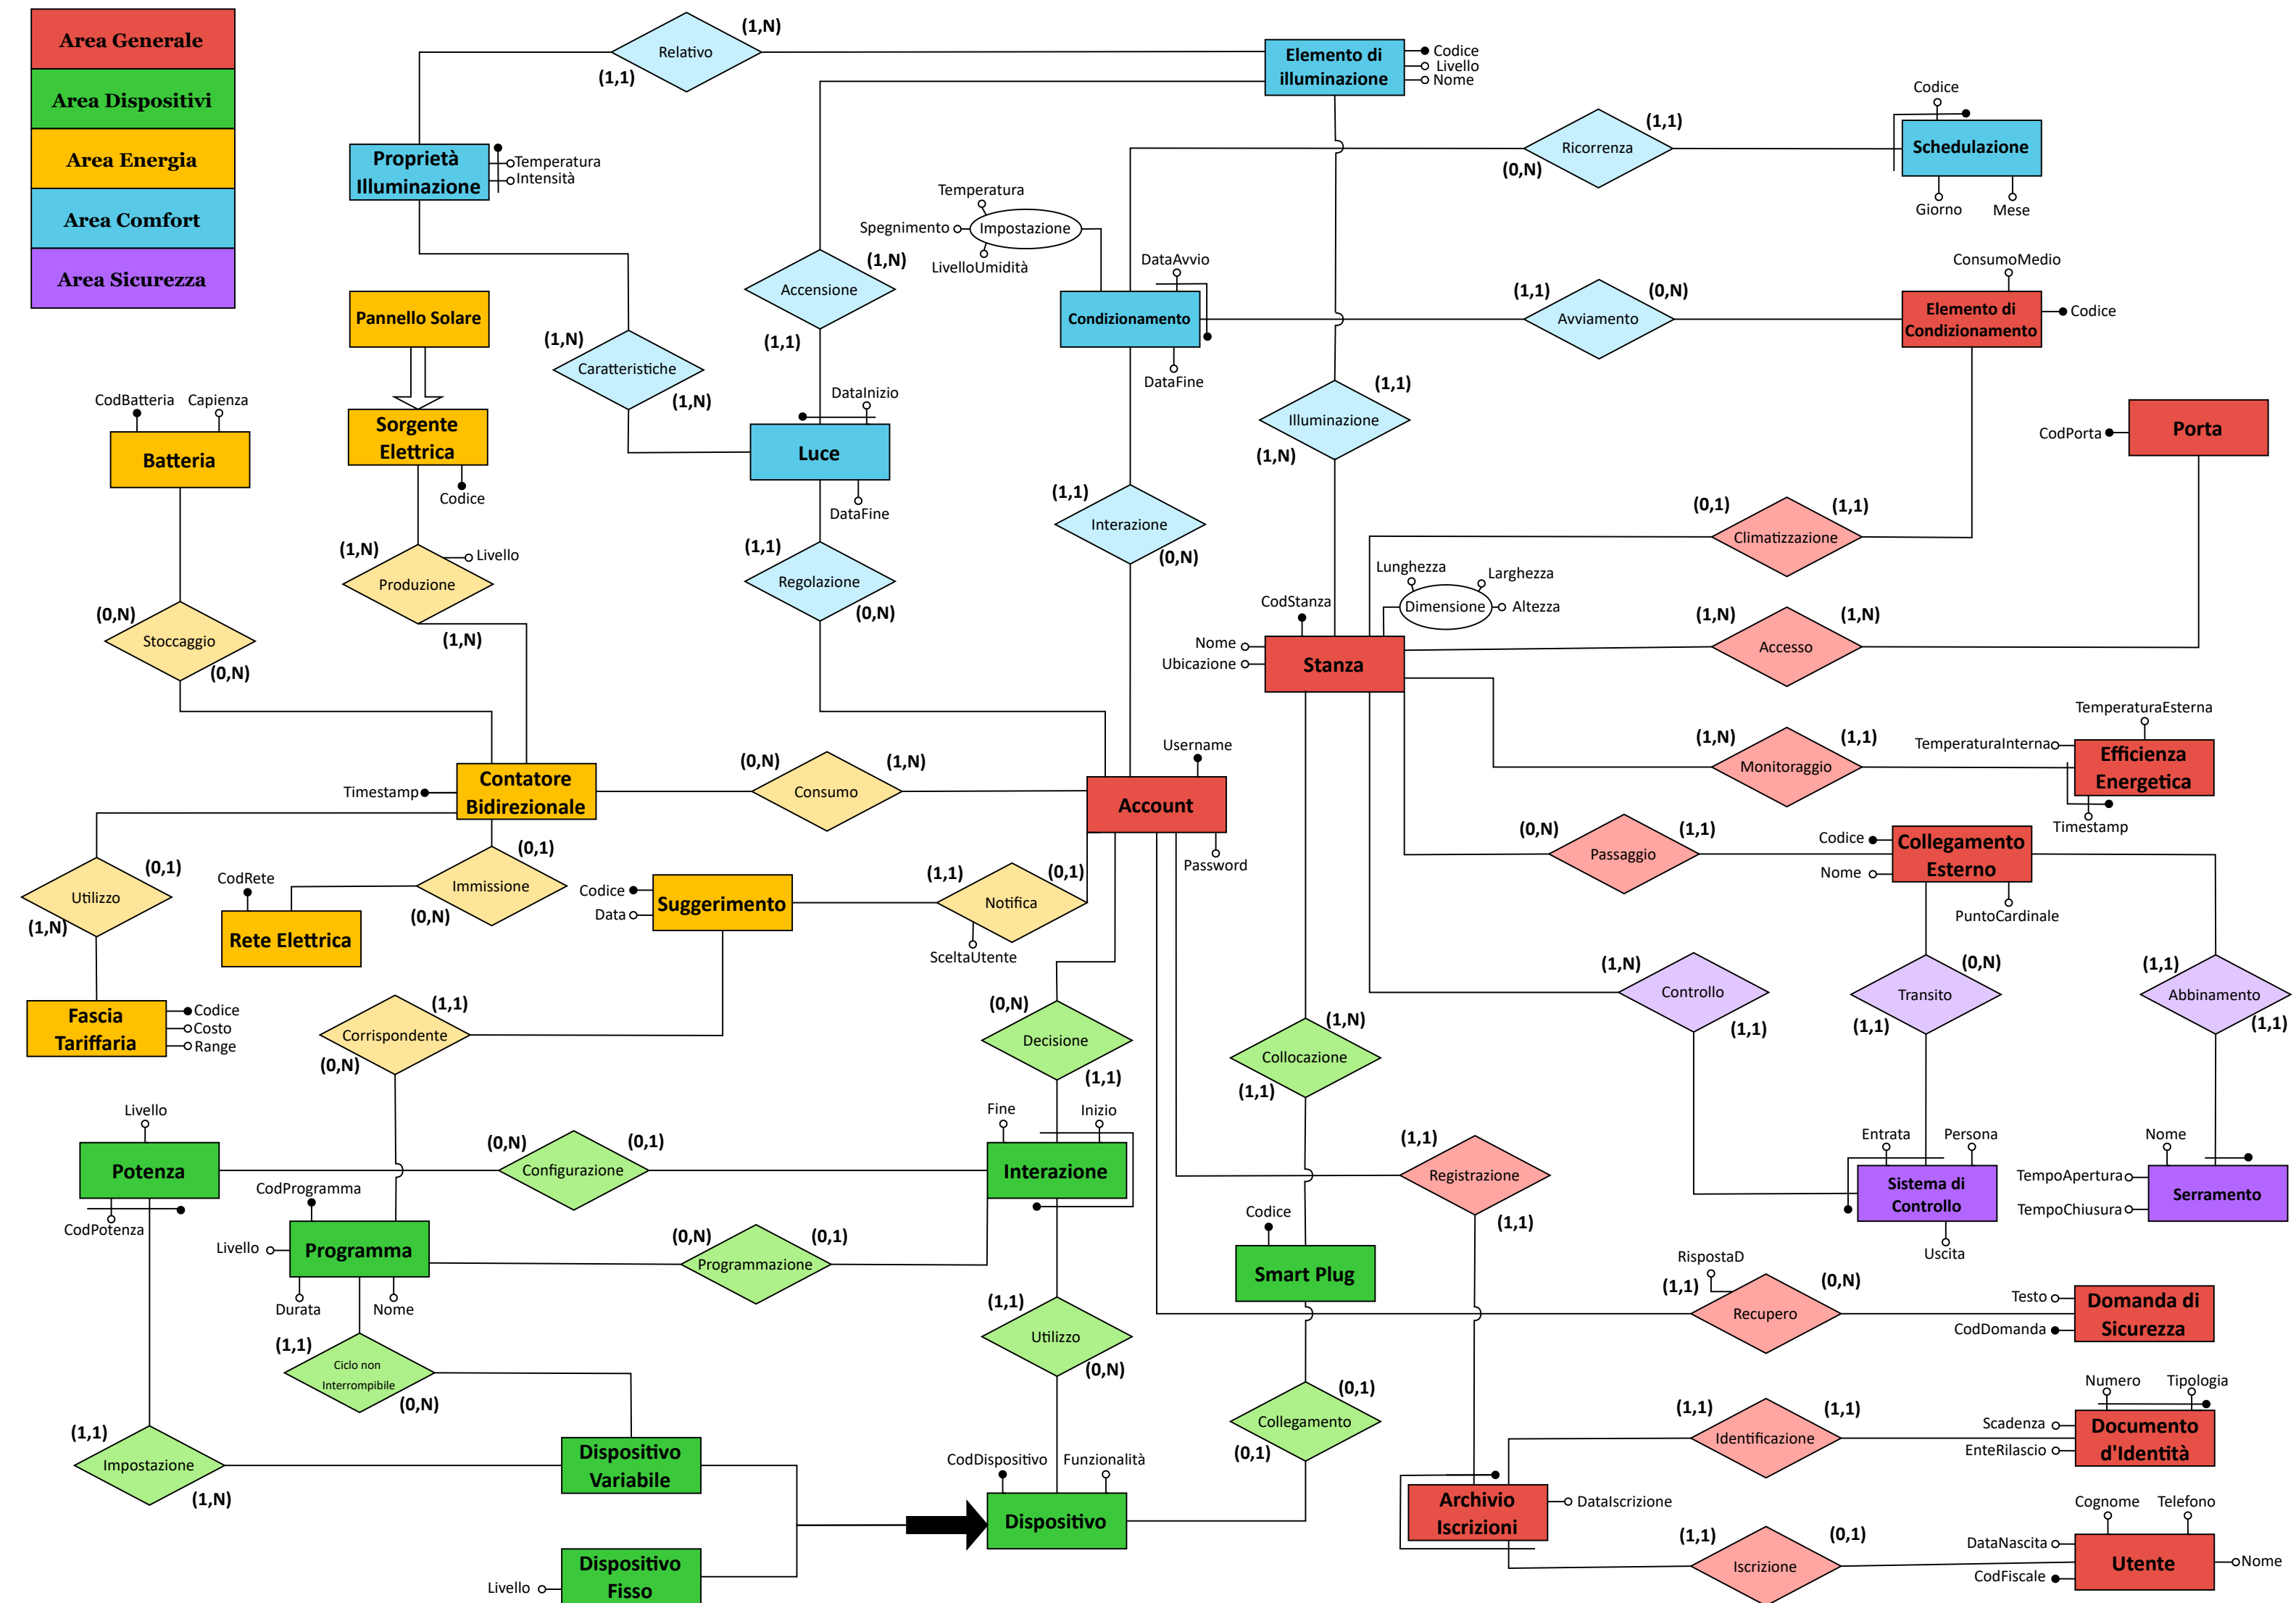 Area Generale
Area Dispositivi
Area Energia
Area Comfort
Area Sicurezza
Relativo
(1,N)
(1,1)
Elemento di
illuminazione
Codice
Livello
Nome
Proprietà
Illuminazione
Temperatura
Intensità
Ricorrenza
(1,1)
(0,N)
Codice
Schedulazione
Giorno
Mese
Temperatura
Spegnimento
Impostazione
LivelloUmidità
Accensione
(1,N)
(1,1)
DataAvvio
Condizionamento
DataFine
(1,1)
(0,N)
Avviamento
ConsumoMedio
Elemento di
Condizionamento
Codice
Pannello Solare
Sorgente
Elettrica
Codice
CodBatteria
Capienza
Batteria
(1,N)
Caratteristiche
(1,N)
DataInizio
Luce
DataFine
(1,1)
Illuminazione
(1,N)
CodPorta
Porta
(1,1)
Interazione
(0,N)
(0,1)
(1,1)
Climatizzazione
(1,N)
Livello
Produzione
(1,N)
(1,1)
Regolazione
(0,N)
(0,N)
Stoccaggio
(0,N)
Lunghezza
Larghezza
Dimensione
Altezza
CodStanza
Nome
Ubicazione
Stanza
(1,N)
(1,N)
Accesso
TemperaturaEsterna
TemperaturaInterna
Efficienza
Energetica
Timestamp
(1,N)
(1,1)
Monitoraggio
Timestamp
Contatore
Bidirezionale
(0,N)
(1,N)
Consumo
Username
Account
Password
(0,N)
(1,1)
Passaggio
Codice
Nome
Collegamento
Esterno
PuntoCardinale
(0,1)
Utilizzo
(1,N)
CodRete
Rete Elettrica
(0,1)
Immissione
(0,N)
Codice
Data
Suggerimento
(1,1)
(0,1)
Notifica
SceltaUtente
(1,N)
Controllo
(1,1)
(0,N)
Transito
(1,1)
(1,1)
Abbinamento
(1,1)
Fascia
Tariffaria
Codice
Costo
Range
(1,1)
Corrispondente
(0,N)
(0,N)
Decisione
(1,1)
(1,N)
Collocazione
(1,1)
Livello
Potenza
CodPotenza
(0,N)
(0,1)
Configurazione
Fine
Inizio
Interazione
(1,1)
Registrazione
(1,1)
Entrata
Persona
Sistema di
Controllo
Uscita
Nome
TempoApertura
TempoChiusura
Serramento
CodProgramma
Livello
Programma
Durata
Nome
(0,N)
(0,1)
Programmazione
Codice
Smart Plug
RispostaD
(1,1)
(0,N)
Recupero
Testo
CodDomanda
Domanda di
Sicurezza
(1,1)
Ciclo non
Interrompibile
(0,N)
(1,1)
Utilizzo
(0,N)
(0,1)
Collegamento
(0,1)
(1,1)
(1,1)
Identificazione
Numero
Tipologia
Scadenza
EnteRilascio
Documento
d'Identità
(1,1)
Impostazione
(1,N)
Dispositivo
Variabile
CodDispositivo
Funzionalità
Dispositivo
Archivio
Iscrizioni
DataIscrizione
(1,1)
(0,1)
Iscrizione
Cognome
Telefono
DataNascita
CodFiscale
Utente
Nome
Livello
Dispositivo
Fisso